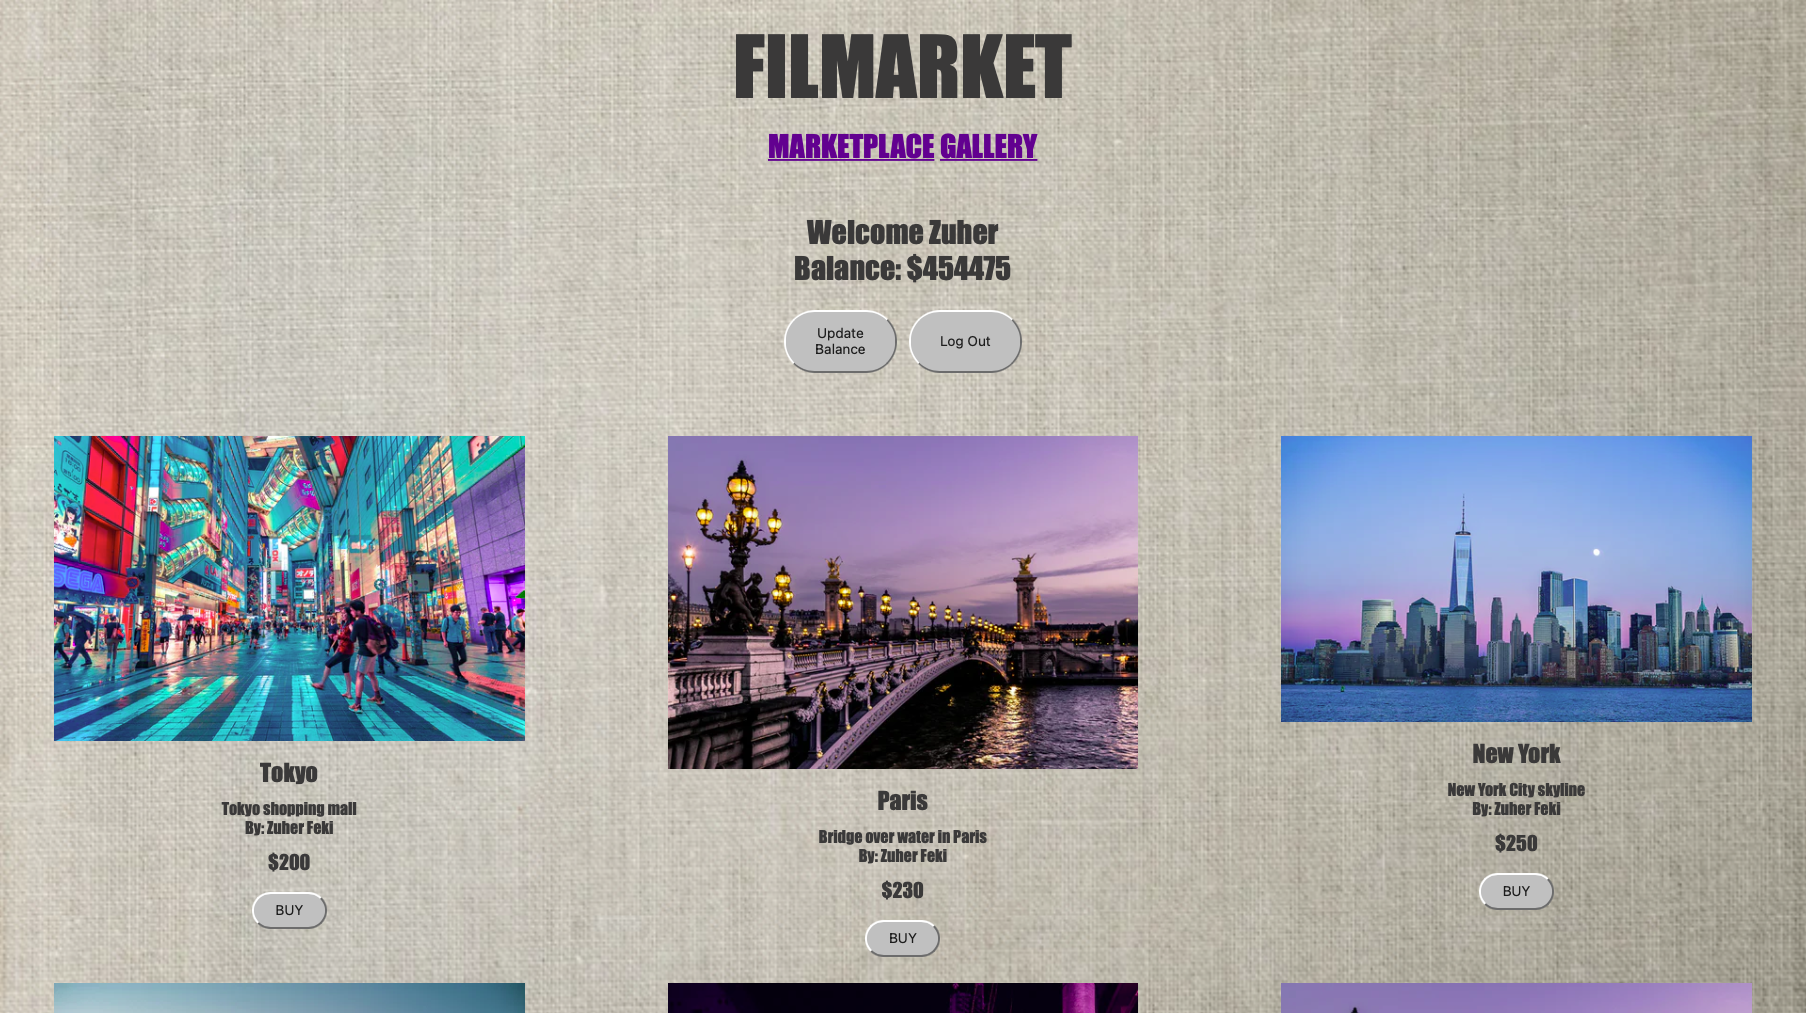 FILMARKET
MARKETPLACE GALLERY
Welcome Zuher
Balance: $454475
Update
Balance
Log Out
SEGA
Tokyo
Tokyo shopping mall
By: Zuher Feki
$200
BUY
Paris
Bridge over water in Paris
By: Zuher Feki
$230
BUY
New York
New York City skyline
By: Zuher Feki
$250
BUY